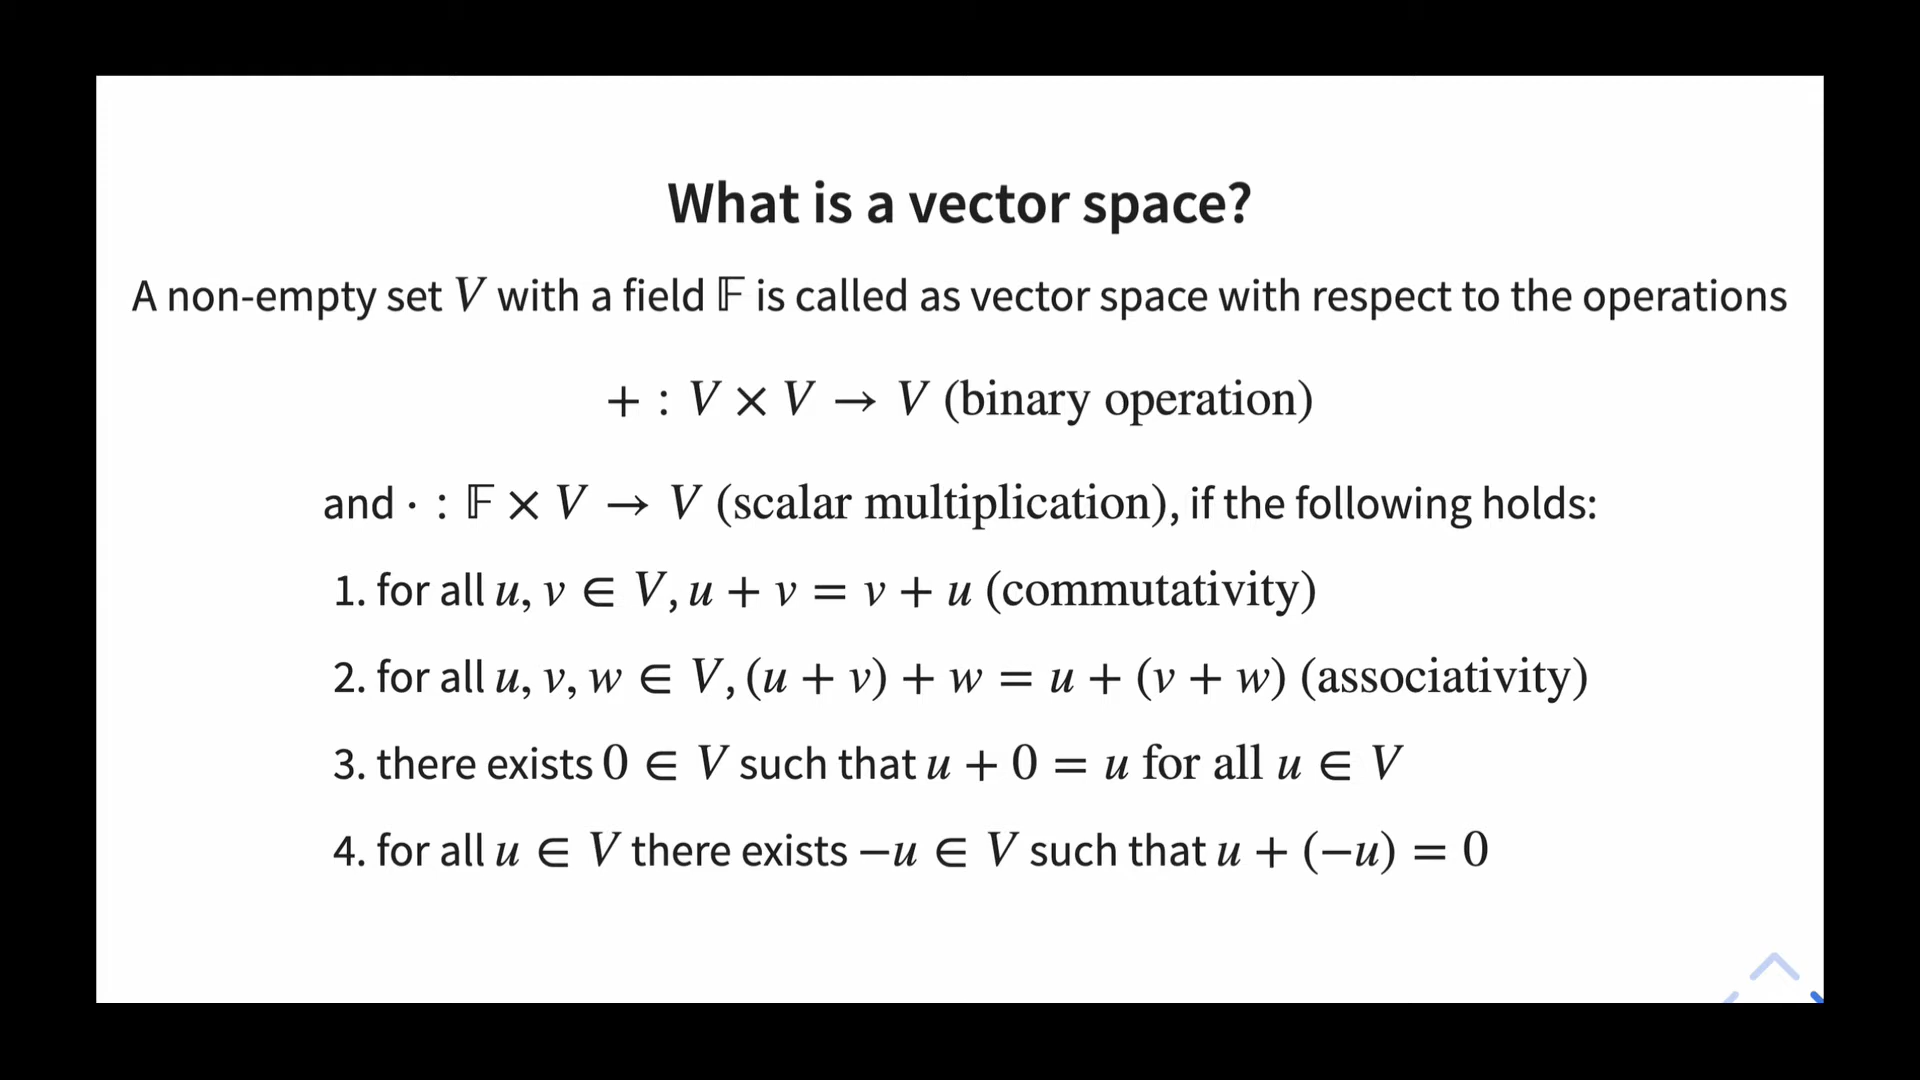 What is a vector space?
A non-empty set V with a field 𝔽 is called as vector space with respect to the operations
+ : V × V → V (binary operation)
and · : 𝔽 × V → V (scalar multiplication), if the following holds:
1. for all u, v ∈ V, u + v = v + u (commutativity)
2. for all u, v, w ∈ V, (u + v) + w = u + (v + w) (associativity)
3. there exists 0 ∈ V such that u + 0 = u for all u ∈ V
4. for all u ∈ V there exists −u ∈ V such that u + (−u) = 0